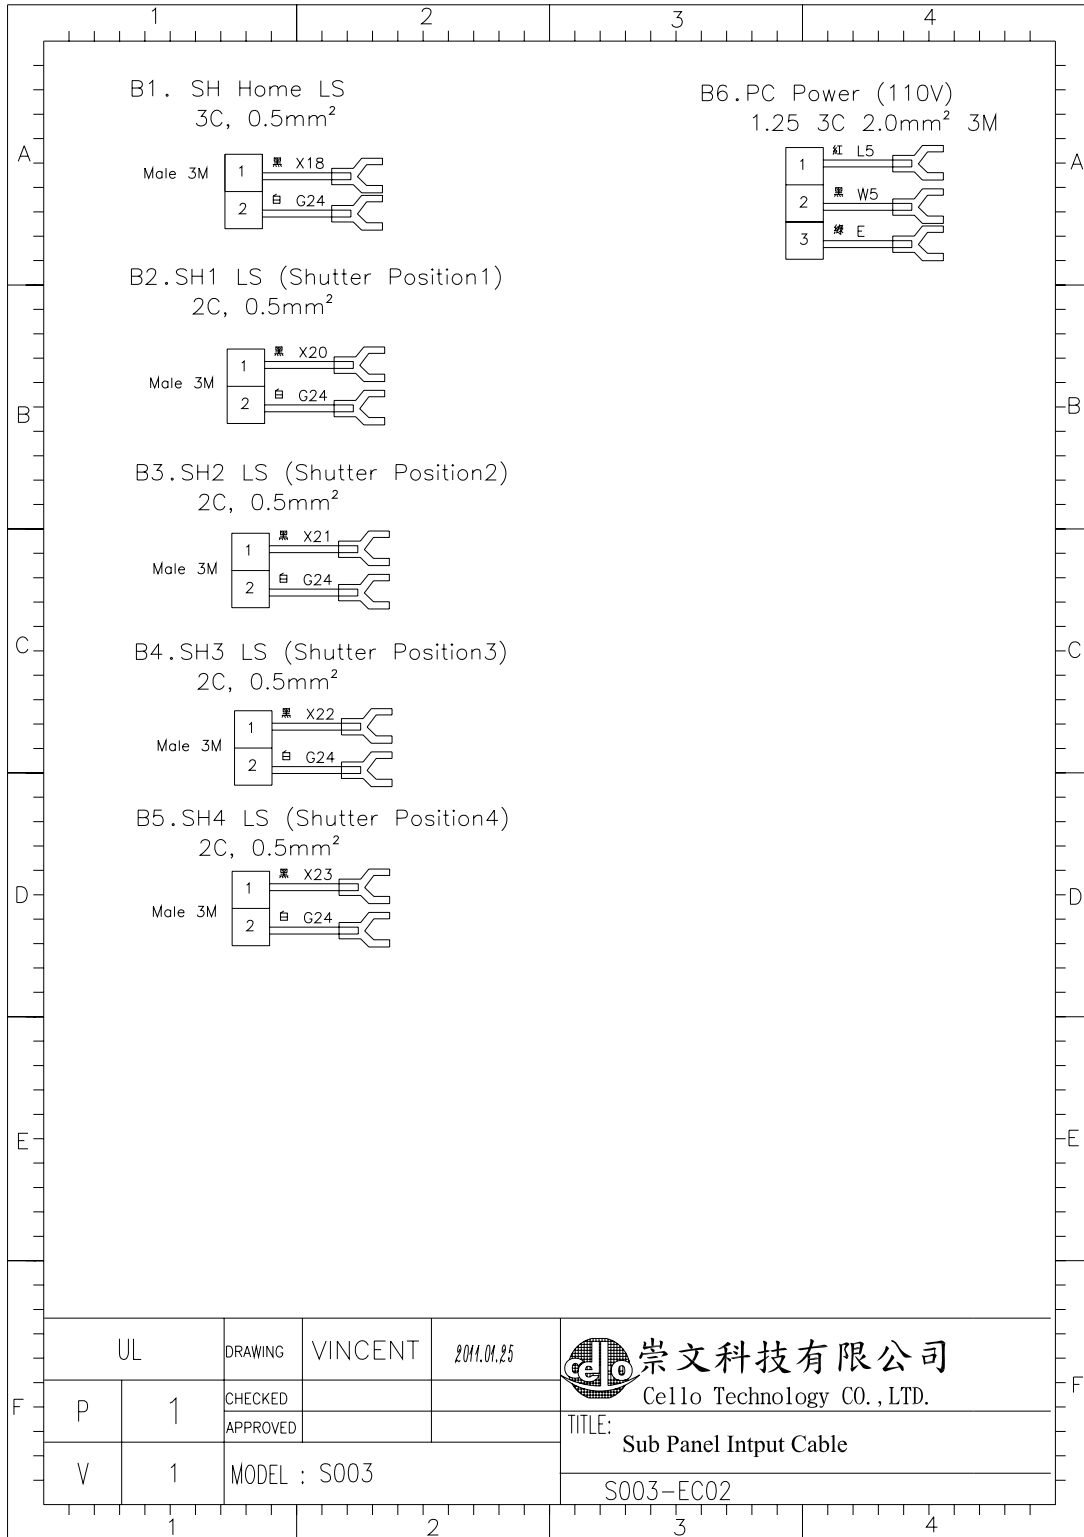 1 2 3 4
A
B
C
D
E
F
A
B
C
D
E
F
B1. SH Home LS
3C, 0.5mm²
Male 3M
1 黑 X18
2 白 G24
B2.SH1 LS (Shutter Position1)
2C, 0.5mm²
Male 3M
1 黑 X20
2 白 G24
B3.SH2 LS (Shutter Position2)
2C, 0.5mm²
Male 3M
1 黑 X21
2 白 G24
B4.SH3 LS (Shutter Position3)
2C, 0.5mm²
Male 3M
1 黑 X22
2 白 G24
B5.SH4 LS (Shutter Position4)
2C, 0.5mm²
Male 3M
1 黑 X23
2 白 G24
B6.PC Power (110V)
1.25 3C 2.0mm² 3M
1 紅 L5
2 黑 W5
3 綠 E
UL DRAWING VINCENT 2011.01.25
P 1 CHECKED
APPROVED
V 1 MODEL : S003
cello 崇文科技有限公司
Cello Technology CO.,LTD.
TITLE:
Sub Panel Intput Cable
S003-EC02
1 2 3 4